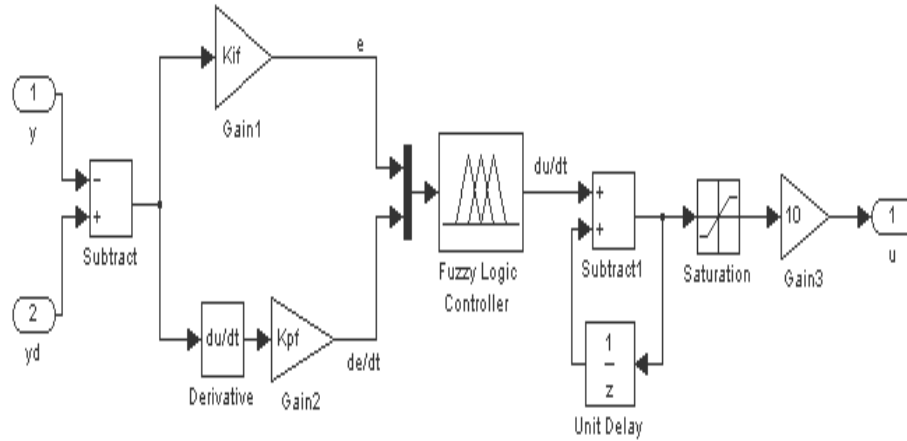 1
y
2
yd
−
+
Subtract
Kif
Gain1
e
du/dt
Derivative
Kpf
Gain2
de/dt
Fuzzy Logic
Controller
du/dt
+
+
Subtract1
1
z
Unit Delay
Saturation
10
Gain3
1
u